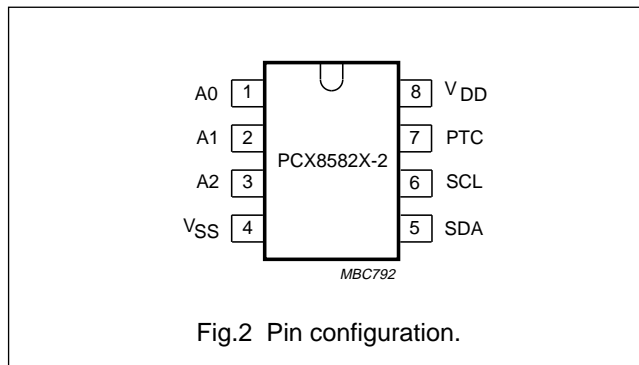 A0 1 8 VDD
A1 2 7 PTC
PCX8582X-2
A2 3 6 SCL
VSS 4 5 SDA
MBC792
Fig.2 Pin configuration.